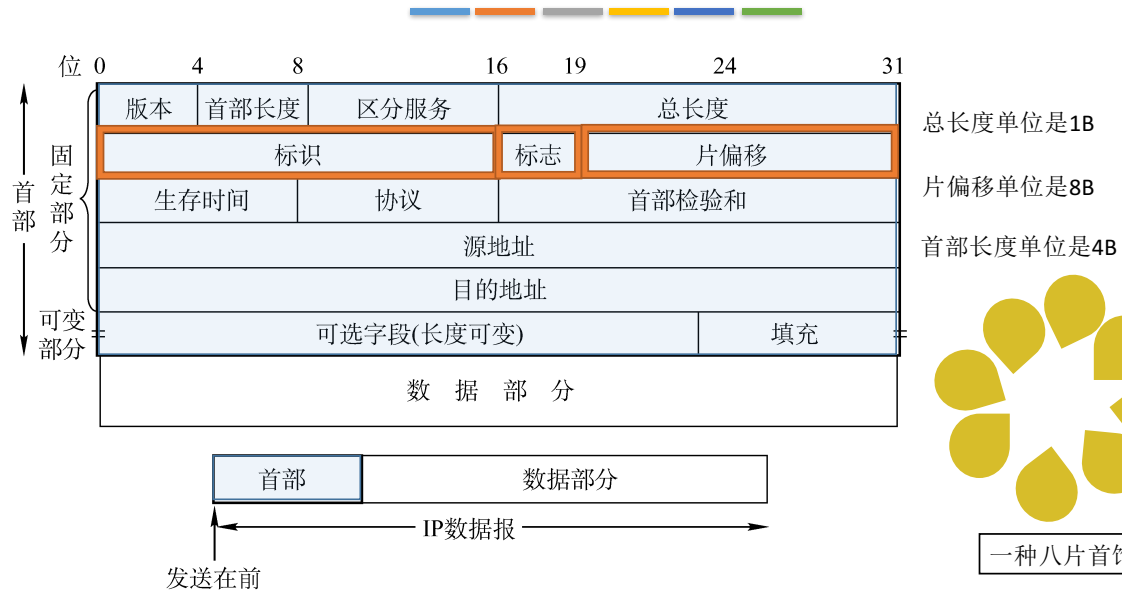 位 0 4 8 16 19 24 31
版本 首部长度 区分服务 总长度
标识 标志 片偏移
生存时间 协议 首部检验和
源地址
目的地址
可选字段(长度可变) 填充
数据部分
首部
固定部分
可变部分
总长度单位是1B
片偏移单位是8B
首部长度单位是4B
首部 数据部分
IP数据报
发送在前
一种八片首